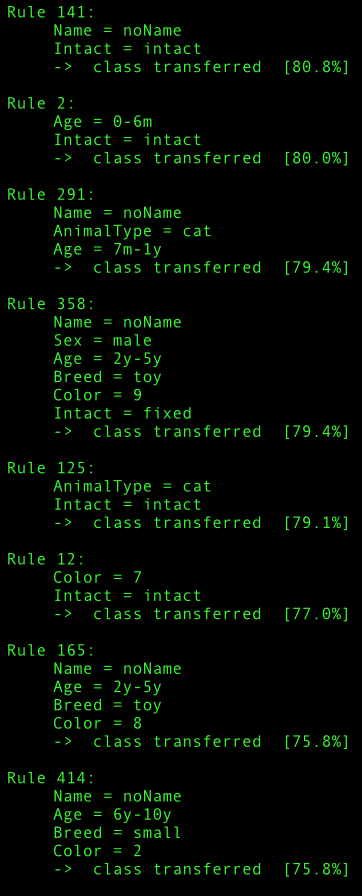 Rule 141:
Name = noName
Intact = intact
-> class transferred [80.8%]
Rule 2:
Age = 0-6m
Intact = intact
-> class transferred [80.0%]
Rule 291:
Name = noName
AnimalType = cat
Age = 7m-1y
-> class transferred [79.4%]
Rule 358:
Name = noName
Sex = male
Age = 2y-5y
Breed = toy
Color = 9
Intact = fixed
-> class transferred [79.4%]
Rule 125:
AnimalType = cat
Intact = intact
-> class transferred [79.1%]
Rule 12:
Color = 7
Intact = intact
-> class transferred [77.0%]
Rule 165:
Name = noName
Age = 2y-5y
Breed = toy
Color = 8
-> class transferred [75.8%]
Rule 414:
Name = noName
Age = 6y-10y
Breed = small
Color = 2
-> class transferred [75.8%]